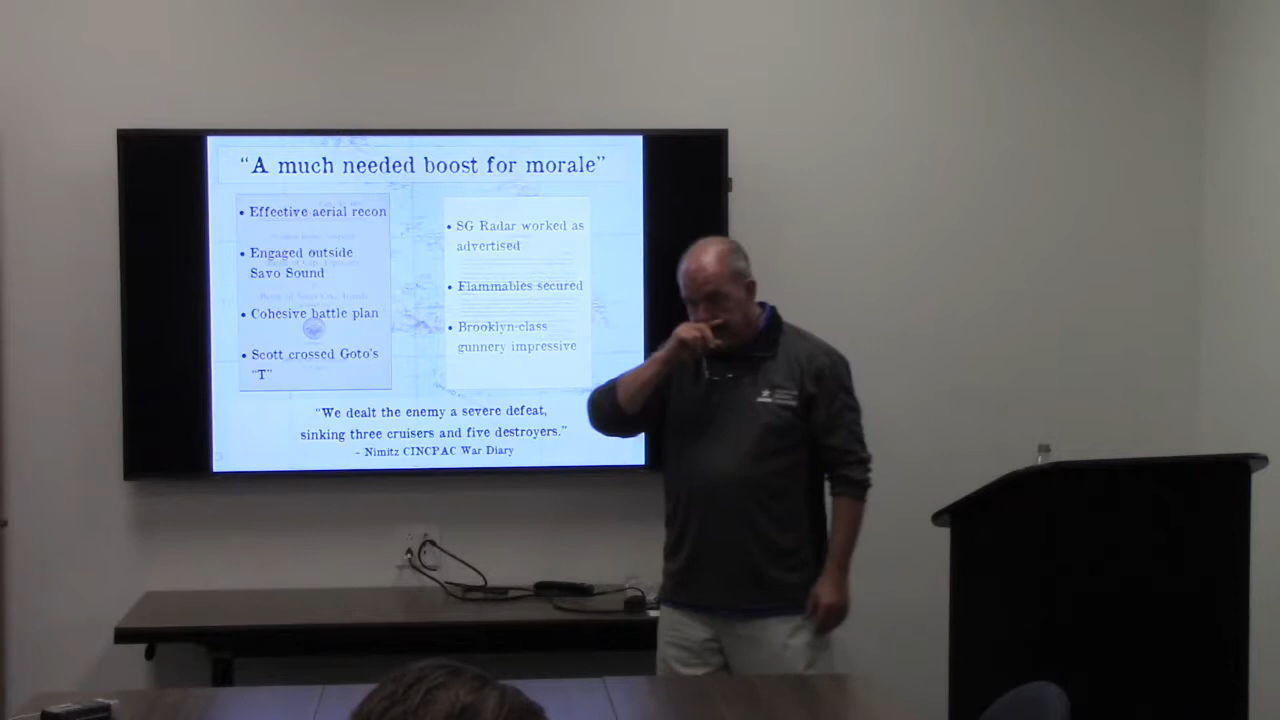 “A much needed boost for morale”
• Effective aerial recon
• Engaged outside
Savo Sound
• Cohesive battle plan
• Scott crossed Goto’s
“T”
• SG Radar worked as
advertised
• Flammables secured
• Brooklyn-class
gunnery impressive
“We dealt the enemy a severe defeat,
sinking three cruisers and five destroyers.”
~ Nimitz CINCPAC War Diary